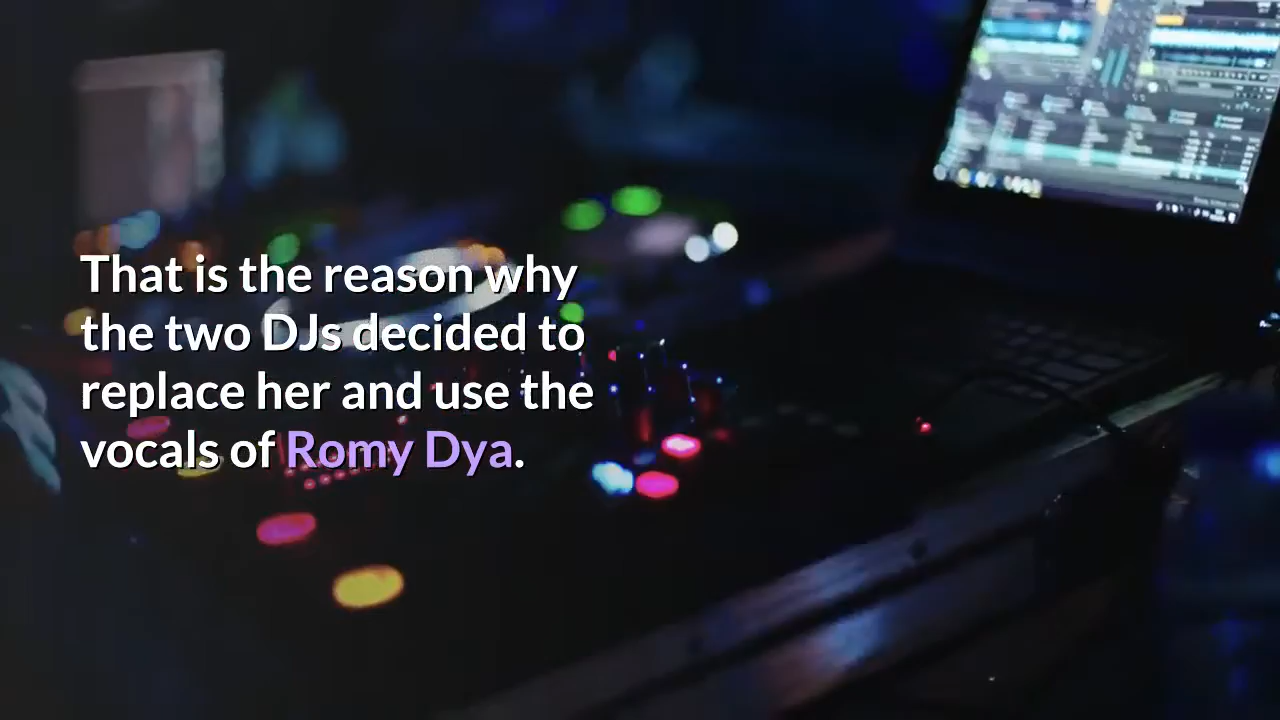 That is the reason why
the two DJs decided to
replace her and use the
vocals of Romy Dya.